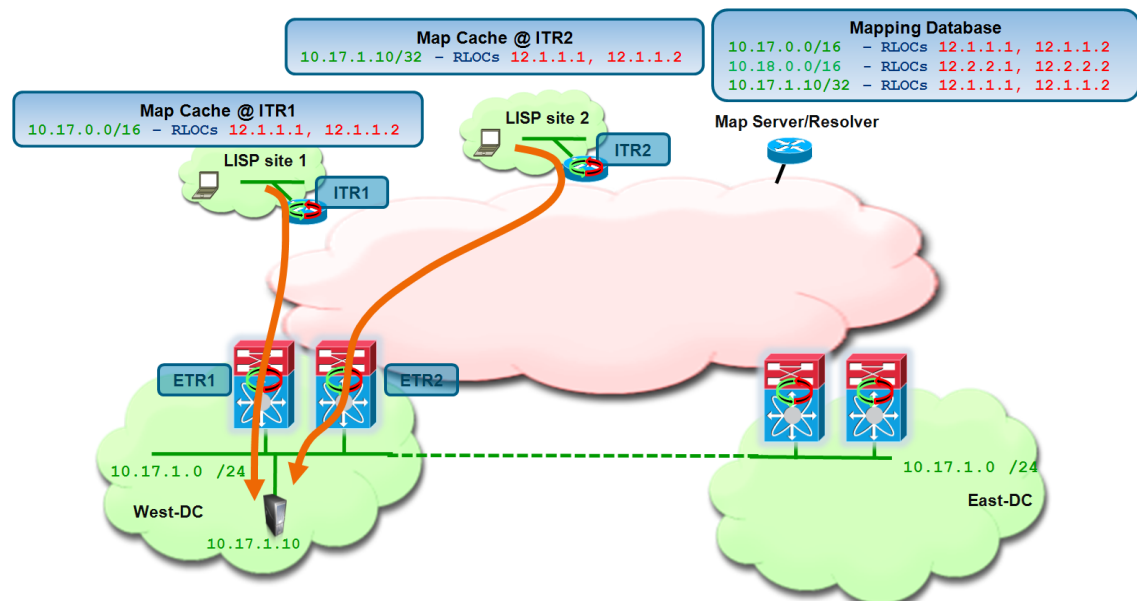 Map Cache @ ITR2
10.17.1.10/32 – RLOCs 12.1.1.1, 12.1.1.2
Mapping Database
10.17.0.0/16 – RLOCs 12.1.1.1, 12.1.1.2
10.18.0.0/16 – RLOCs 12.2.2.1, 12.2.2.2
10.17.1.10/32 – RLOCs 12.1.1.1, 12.1.1.2
Map Cache @ ITR1
10.17.0.0/16 – RLOCs 12.1.1.1, 12.1.1.2
LISP site 2
Map Server/Resolver
ITR2
LISP site 1
ITR1
ETR1
ETR2
10.17.1.0 /24
10.17.1.0 /24
West-DC
East-DC
10.17.1.10